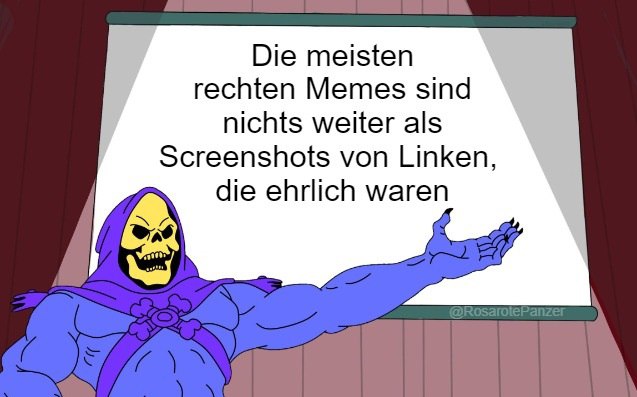 Die meisten
rechten Memes sind
nichts weiter als
Screenshots von Linken,
die ehrlich waren
@RosarotePanzer